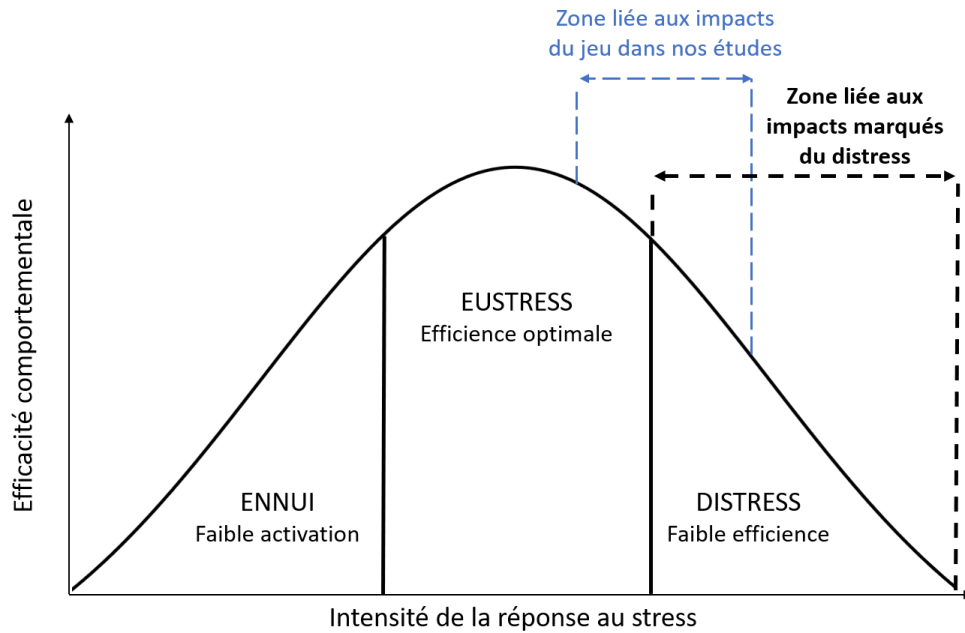 Zone liée aux impacts
du jeu dans nos études
Zone liée aux
impacts marqués
du distress
Efficacité comportementale
EUSTRESS
Efficience optimale
ENNUI
Faible activation
DISTRESS
Faible efficience
Intensité de la réponse au stress